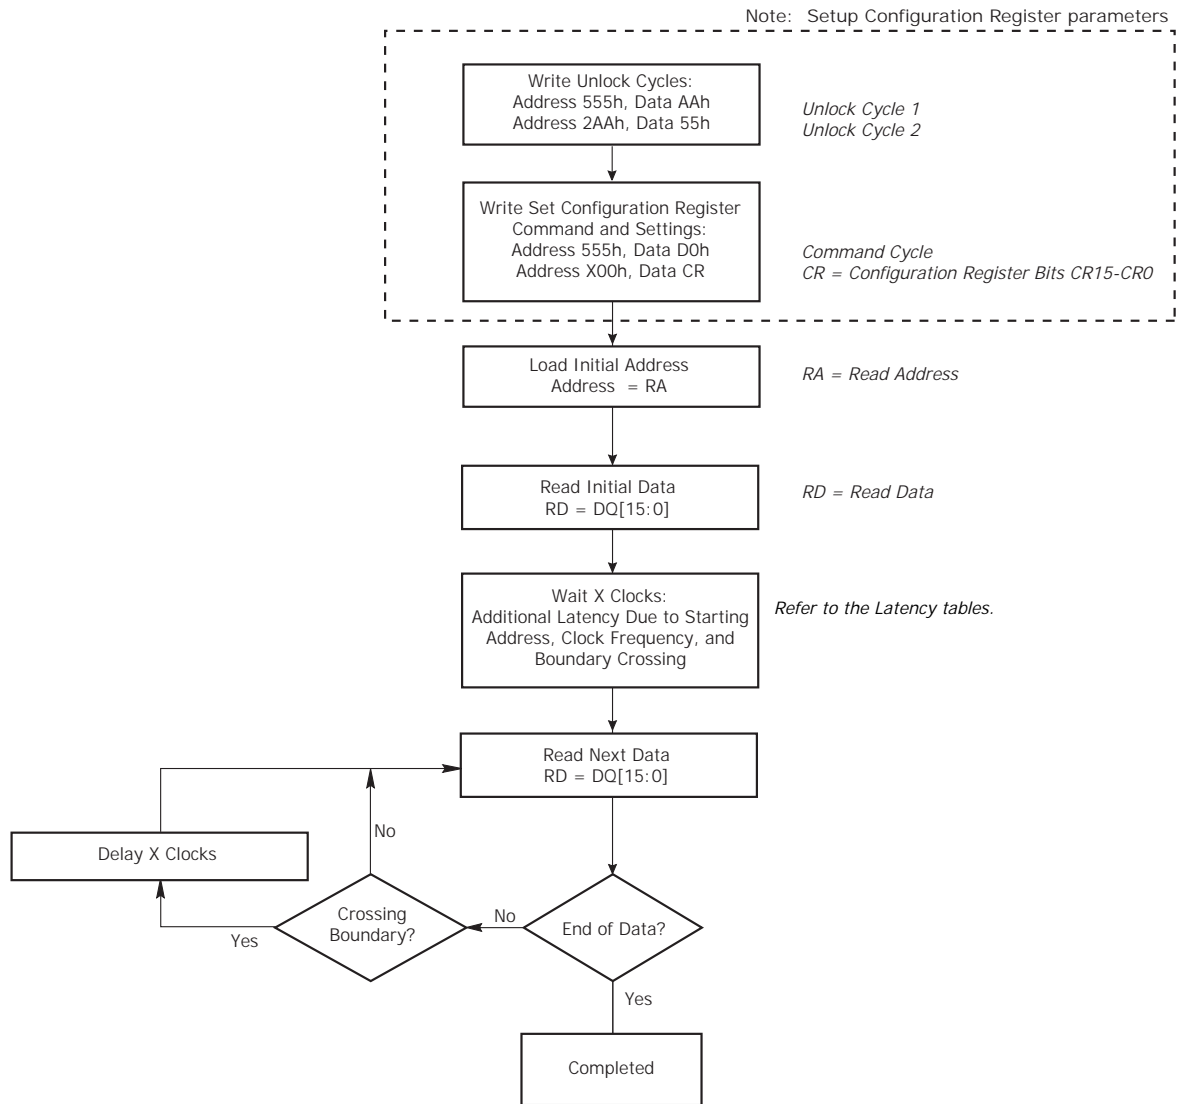 Note: Setup Configuration Register parameters
Write Unlock Cycles:
Address 555h, Data AAh
Address 2AAh, Data 55h
Unlock Cycle 1
Unlock Cycle 2
Write Set Configuration Register
Command and Settings:
Address 555h, Data D0h
Address X00h, Data CR
Command Cycle
CR = Configuration Register Bits CR15-CR0
Load Initial Address
Address = RA
RA = Read Address
Read Initial Data
RD = DQ[15:0]
RD = Read Data
Wait X Clocks:
Additional Latency Due to Starting
Address, Clock Frequency, and
Boundary Crossing
Refer to the Latency tables.
Read Next Data
RD = DQ[15:0]
No
Delay X Clocks
Crossing
Boundary?
No
End of Data?
Yes
Yes
Completed